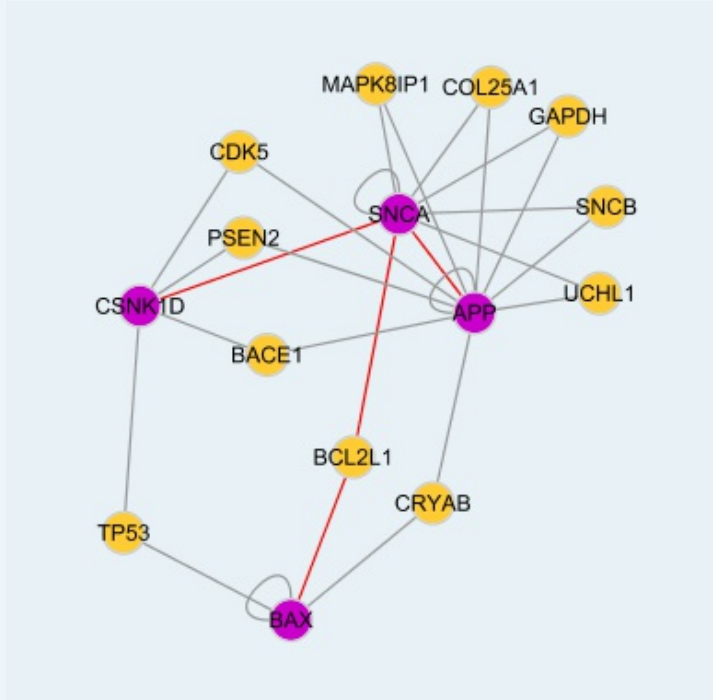 MAPK8IP1
COL25A1
GAPDH
CDK5
SNCA
SNCB
PSEN2
UCHL1
CSNK1D
APP
BACE1
BCL2L1
CRYAB
TP53
BAX